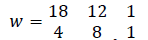 w = 18 12 1
4 8 . 1